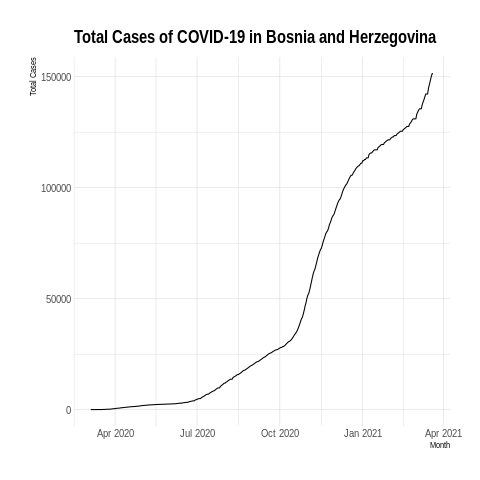 Total Cases of COVID-19 in Bosnia and Herzegovina
Total Cases
150000
100000
50000
0
Apr 2020 Jul 2020 Oct 2020 Jan 2021 Apr 2021
Month